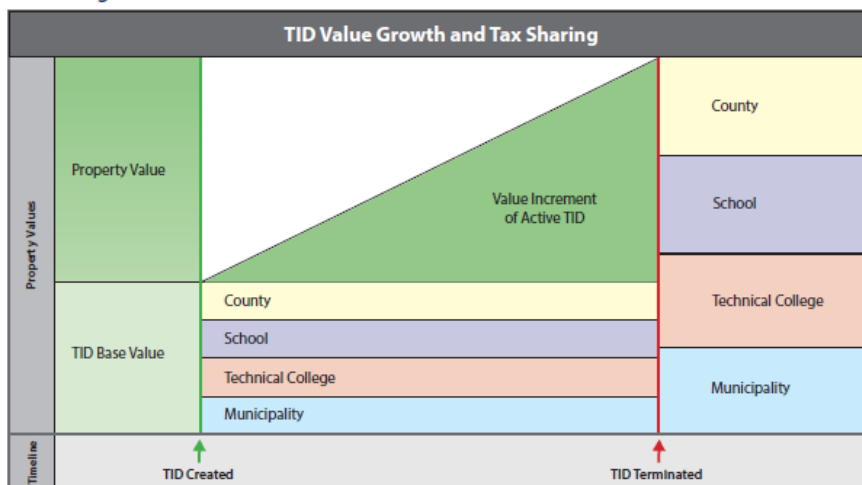 TID Value Growth and Tax Sharing
Property Values
Property Value
TID Base Value
Value Increment
of Active TID
County
School
Technical College
Municipality
County
School
Technical College
Municipality
Timeline
TID Created
TID Terminated